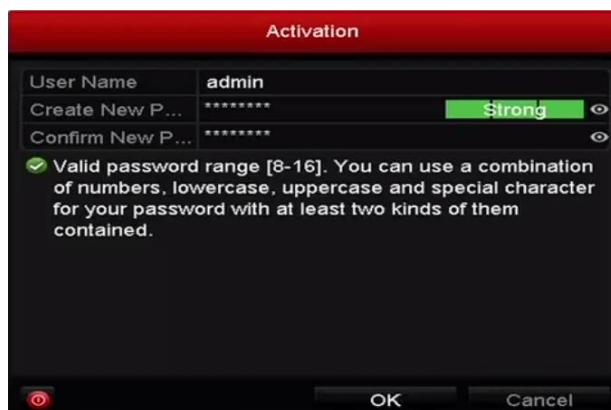 Activation
User Name admin
Create New P... ******** Strong
Confirm New P... ********
Valid password range [8-16]. You can use a combination
of numbers, lowercase, uppercase and special character
for your password with at least two kinds of them
contained.
OK Cancel